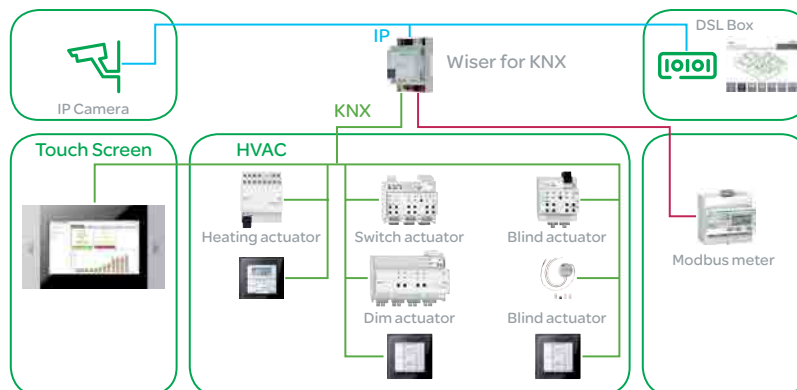 DSL Box
IP
Wiser for KNX
IP Camera
KNX
Touch Screen
HVAC
Heating actuator
Switch actuator
Blind actuator
Modbus meter
Dim actuator
Blind actuator